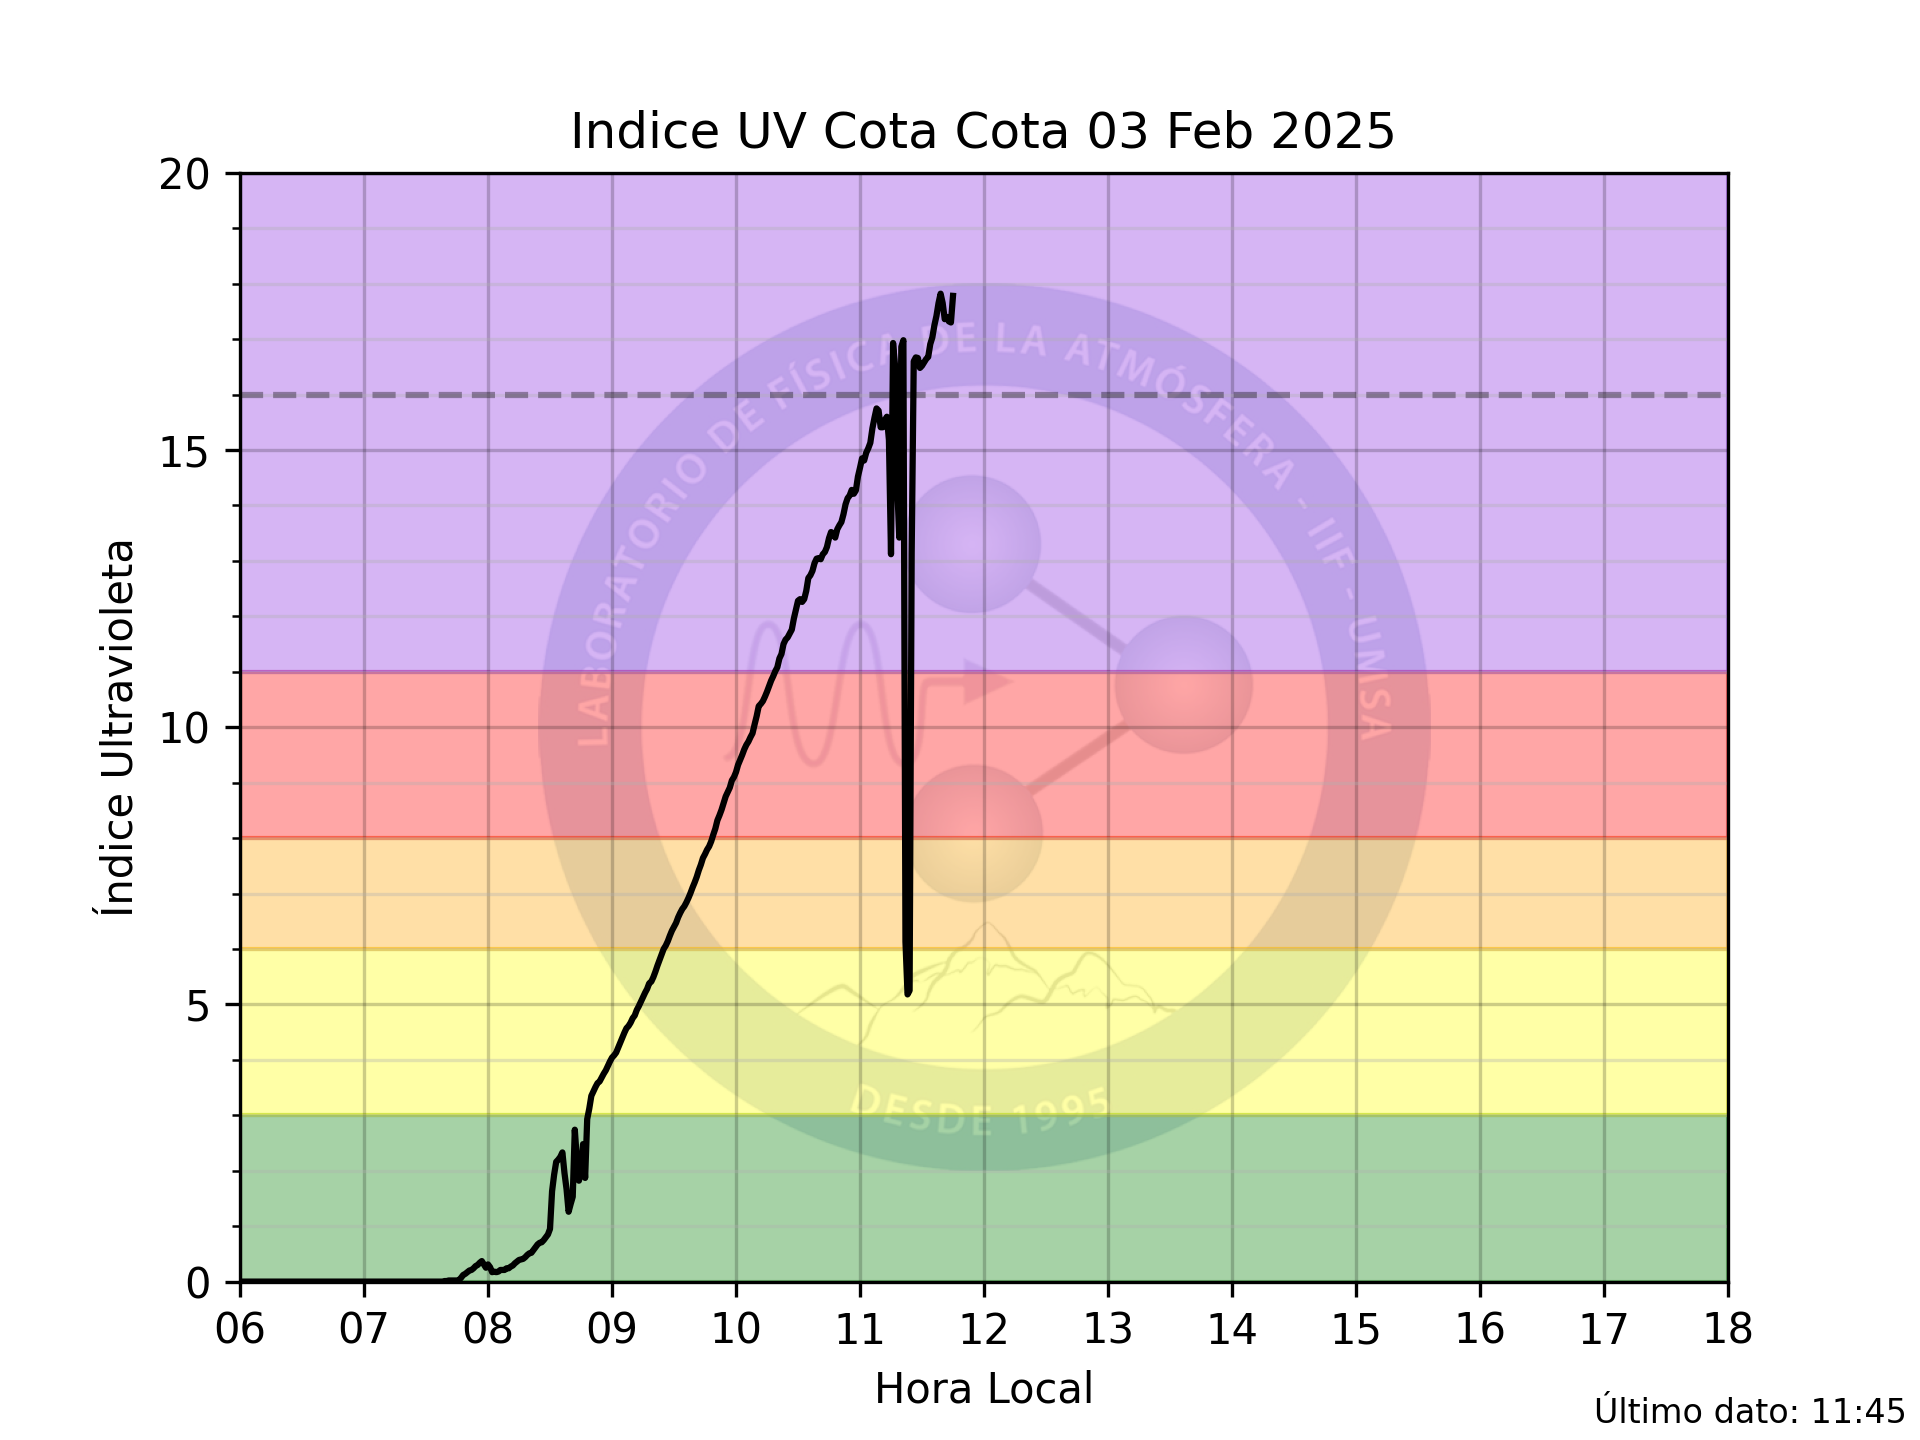 Indice UV Cota Cota 03 Feb 2025
20
15
10
5
0
Índice Ultravioleta
LABORATORIO DE FÍSICA DE LA ATMÓSFERA - IIF - UMSA
DESDE 1995
06 07 08 09 10 11 12 13 14 15 16 17 18
Hora Local
Último dato: 11:45